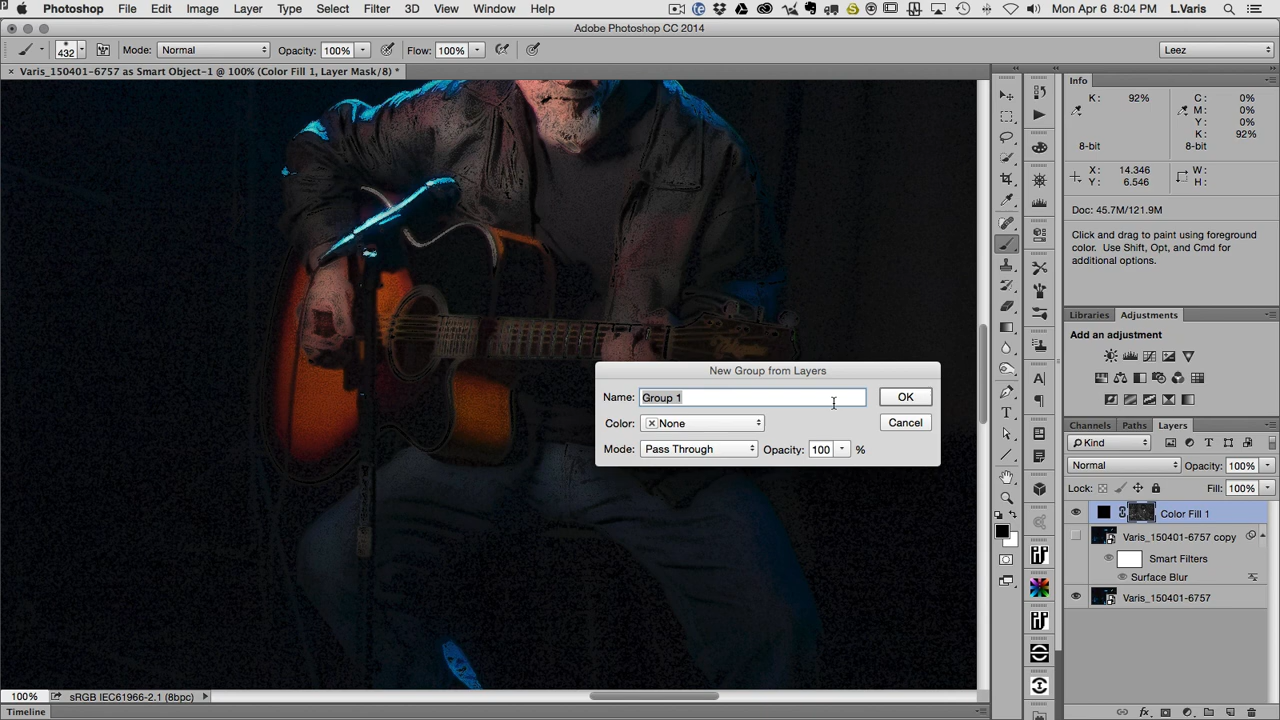 Photoshop File Edit Image Layer Type Select Filter View 3D Window Help Mon Apr 6 8:04 PM L.Varis
Adobe Photoshop CC 2014
432 Mode: Normal Opacity: 100% Flow: 100% Leez
× Varis_150401-6757 as Smart Object-1 @ 100% (Color Fill 1, Layer Mask/8) *
Info
K: 92% C: 0%
M: 0%
Y: 0%
K: 92%
8-bit 8-bit
X: 14.346 W:
Y: 6.546 H:
Doc: 45.7M/121.9M
Click and drag to paint using foreground
color. Use Shift, Opt, and Cmd for
additional options.
Libraries Adjustments
Add an adjustment
New Group from Layers
Name: Group 1 OK
Color: None Cancel
Mode: Pass Through Opacity: 100 %
Channels Paths Layers
Kind
Normal Opacity: 100%
Lock: Fill: 100%
Color Fill 1
Varis_150401-6757 copy
Smart Filters
Surface Blur
Varis_150401-6757
100% sRGB IEC61966-2.1 (8bpc)
Timeline